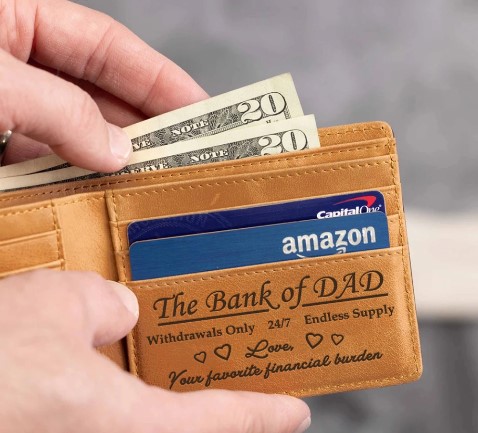 20
NOTE
20
RVE NOTE
Capital One
amazon
The Bank of DAD
Withdrawals Only 24/7 Endless Supply
Love,
Your favorite financial burden